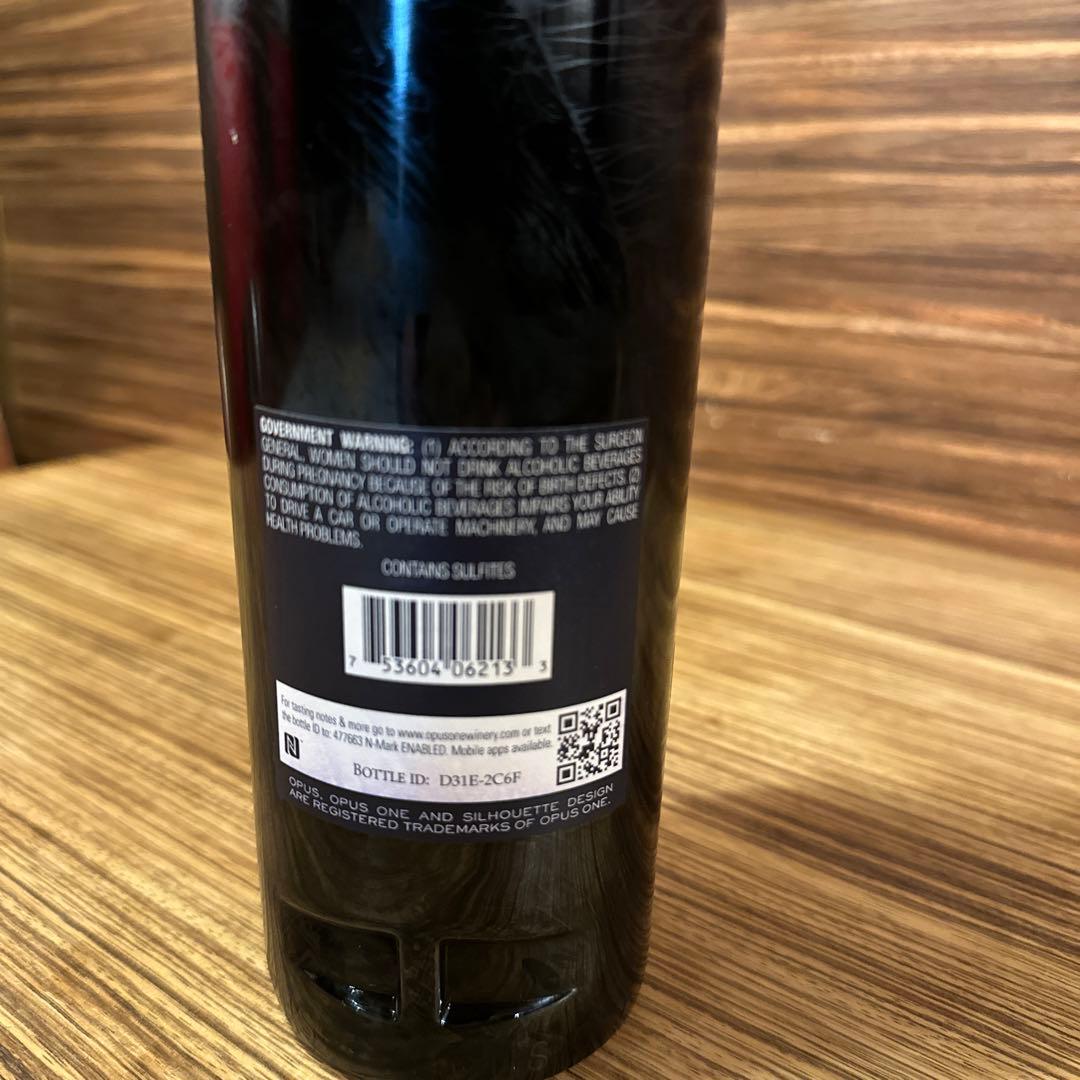 GOVERNMENT WARNING: (1) ACCORDING TO THE SURGEON
GENERAL, WOMEN SHOULD NOT DRINK ALCOHOLIC BEVERAGES
DURING PREGNANCY BECAUSE OF THE RISK OF BIRTH DEFECTS. (2)
CONSUMPTION OF ALCOHOLIC BEVERAGES IMPAIRS YOUR ABILITY
TO DRIVE A CAR OR OPERATE MACHINERY, AND MAY CAUSE
HEALTH PROBLEMS.
CONTAINS SULFITES
7 53604 06213 3
For tasting notes & more go to www.opusonewinery.com or text
the bottle ID to: 477663 N-Mark ENABLED. Mobile apps available.
N
BOTTLE ID: D31E-2C6F
OPUS, OPUS ONE AND SILHOUETTE DESIGN
ARE REGISTERED TRADEMARKS OF OPUS ONE.